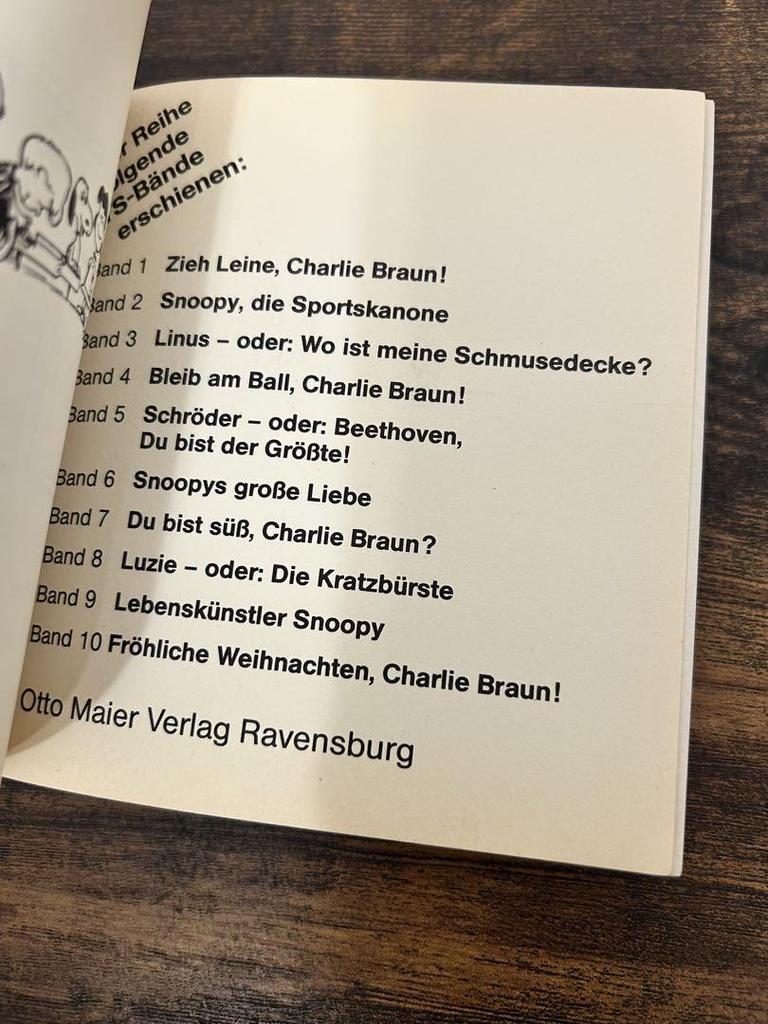 Reihe
S-Bände
erschienen:
Band 1 Zieh Leine, Charlie Braun!
Band 2 Snoopy, die Sportskanone
Band 3 Linus – oder: Wo ist meine Schmusedecke?
Band 4 Bleib am Ball, Charlie Braun!
Band 5 Schröder – oder: Beethoven,
Du bist der Größte!
Band 6 Snoopys große Liebe
Band 7 Du bist süß, Charlie Braun?
Band 8 Luzie – oder: Die Kratzbürste
Band 9 Lebenskünstler Snoopy
Band 10 Fröhliche Weihnachten, Charlie Braun!
Otto Maier Verlag Ravensburg